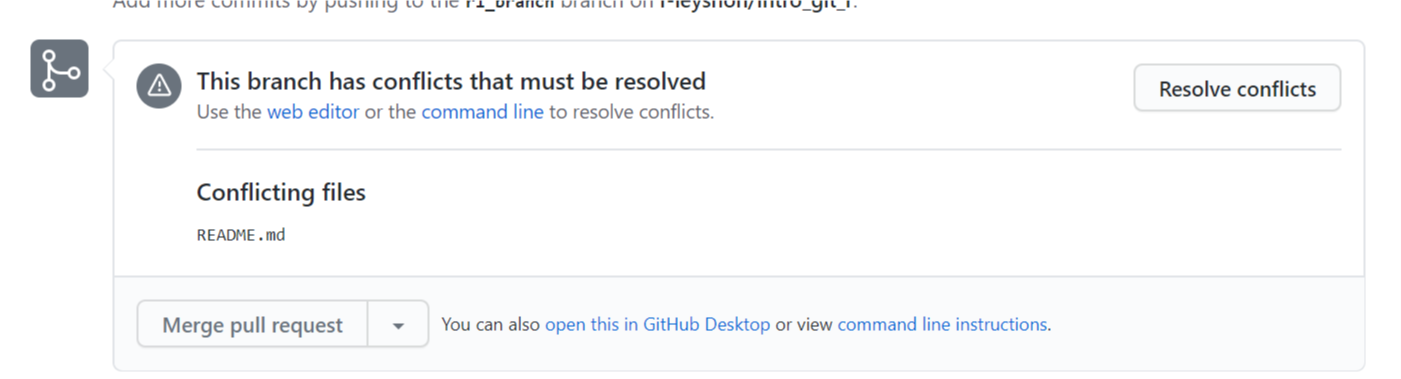 Add more commits by pushing to the branch on
This branch has conflicts that must be resolved
Resolve conflicts
Use the web editor or the command line to resolve conflicts.
Conflicting files
README.md
Merge pull request
You can also open this in GitHub Desktop or view command line instructions.